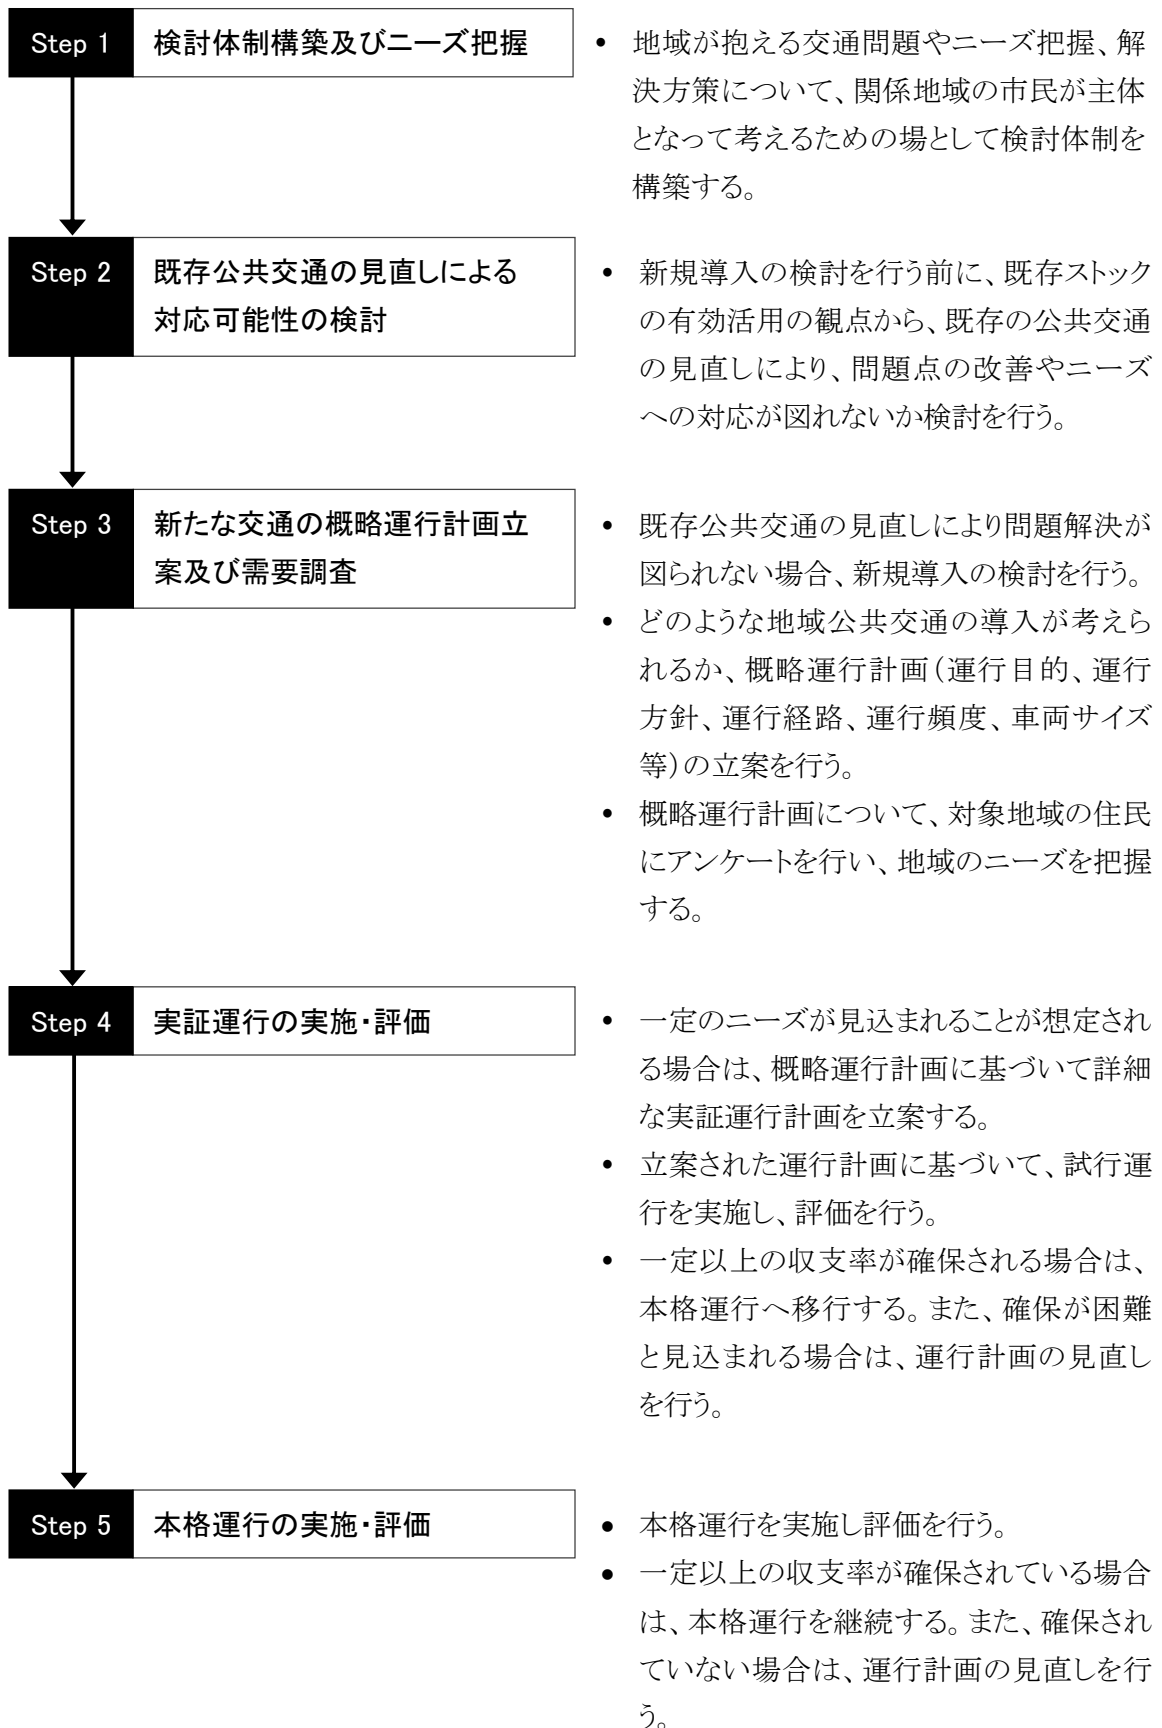 Step 1
検討体制構築及びニーズ把握
• 地域が抱える交通問題やニーズ把握、解
決方策について、関係地域の市民が主体
となって考えるための場として検討体制を
構築する。
Step 2
既存公共交通の見直しによる
対応可能性の検討
• 新規導入の検討を行う前に、既存ストック
の有効活用の観点から、既存の公共交通
の見直しにより、問題点の改善やニーズ
への対応が図れないか検討を行う。
Step 3
新たな交通の概略運行計画立
案及び需要調査
• 既存公共交通の見直しにより問題解決が
図られない場合、新規導入の検討を行う。
• どのような地域公共交通の導入が考えら
れるか、概略運行計画（運行目的、運行
方針、運行経路、運行頻度、車両サイズ
等）の立案を行う。
• 概略運行計画について、対象地域の住民
にアンケートを行い、地域のニーズを把握
する。
Step 4
実証運行の実施・評価
• 一定のニーズが見込まれることが想定され
る場合は、概略運行計画に基づいて詳細
な実証運行計画を立案する。
• 立案された運行計画に基づいて、試行運
行を実施し、評価を行う。
• 一定以上の収支率が確保される場合は、
本格運行へ移行する。また、確保が困難
と見込まれる場合は、運行計画の見直し
を行う。
Step 5
本格運行の実施・評価
• 本格運行を実施し評価を行う。
• 一定以上の収支率が確保されている場合
は、本格運行を継続する。また、確保され
ていない場合は、運行計画の見直しを行
う。